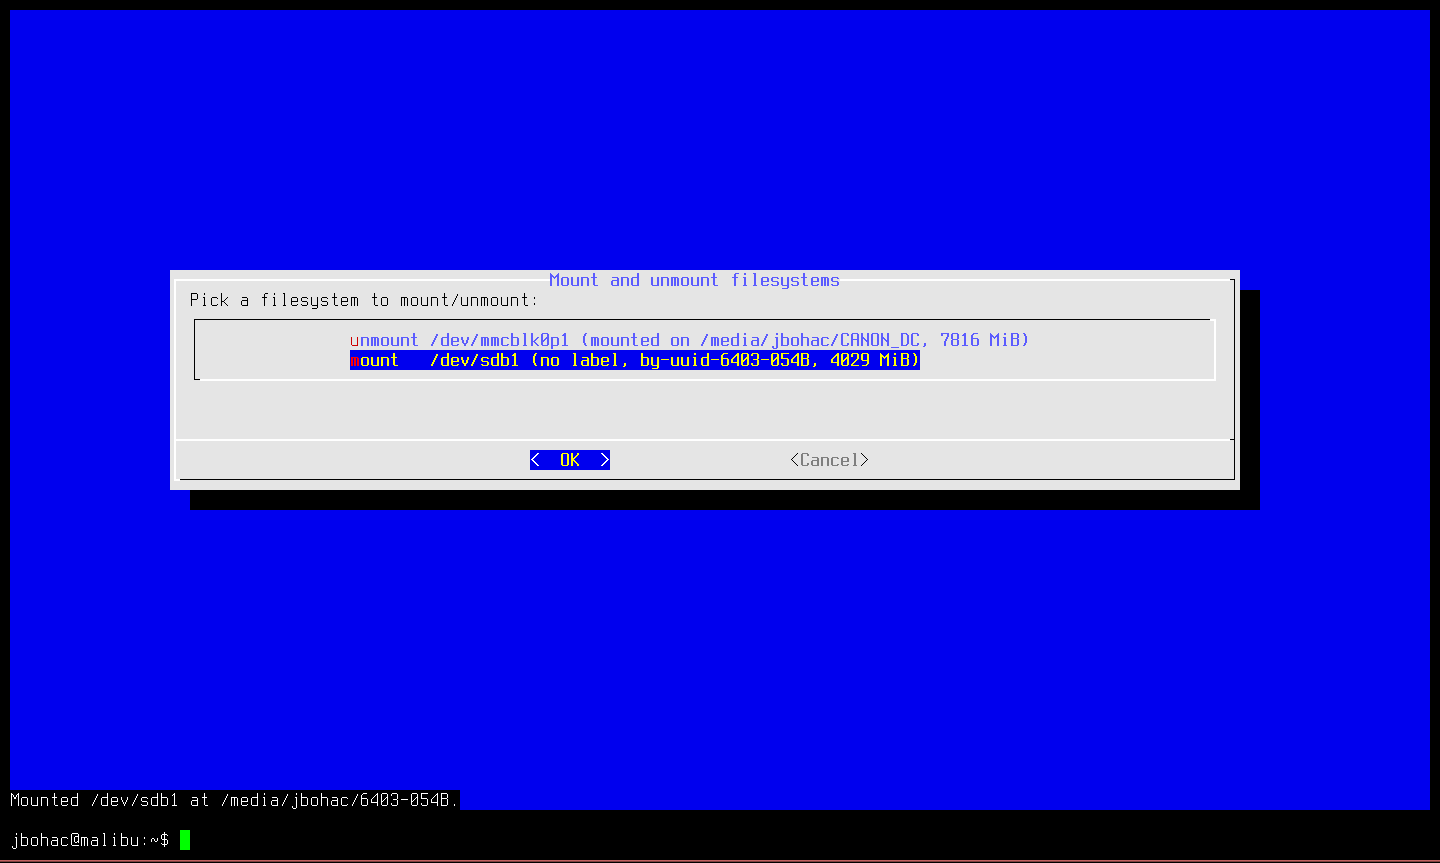 Mount and unmount filesystems
Pick a filesystem to mount/unmount:
unmount /dev/mmcblk0p1 (mounted on /media/jbohac/CANON_DC, 7816 MiB)
mount   /dev/sdb1 (no label, by-uuid-6403-054B, 4029 MiB)
<  OK  > <Cancel>
Mounted /dev/sdb1 at /media/jbohac/6403-054B.
jbohac@malibu:~$